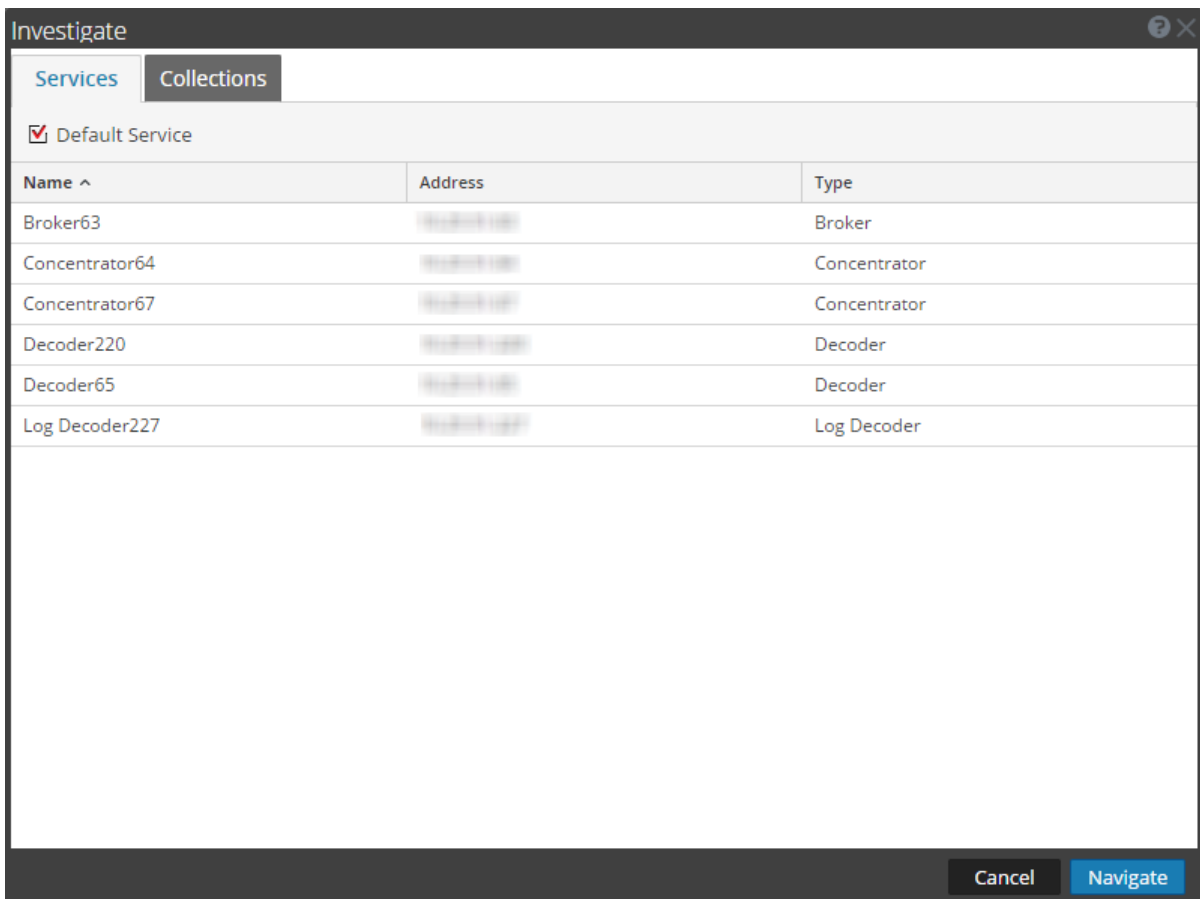 Investigate
Services Collections
Default Service
Name Address Type
Broker63 Broker
Concentrator64 Concentrator
Concentrator67 Concentrator
Decoder220 Decoder
Decoder65 Decoder
Log Decoder227 Log Decoder
Cancel Navigate